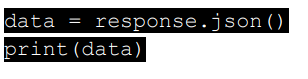 data = response.json()
print(data)